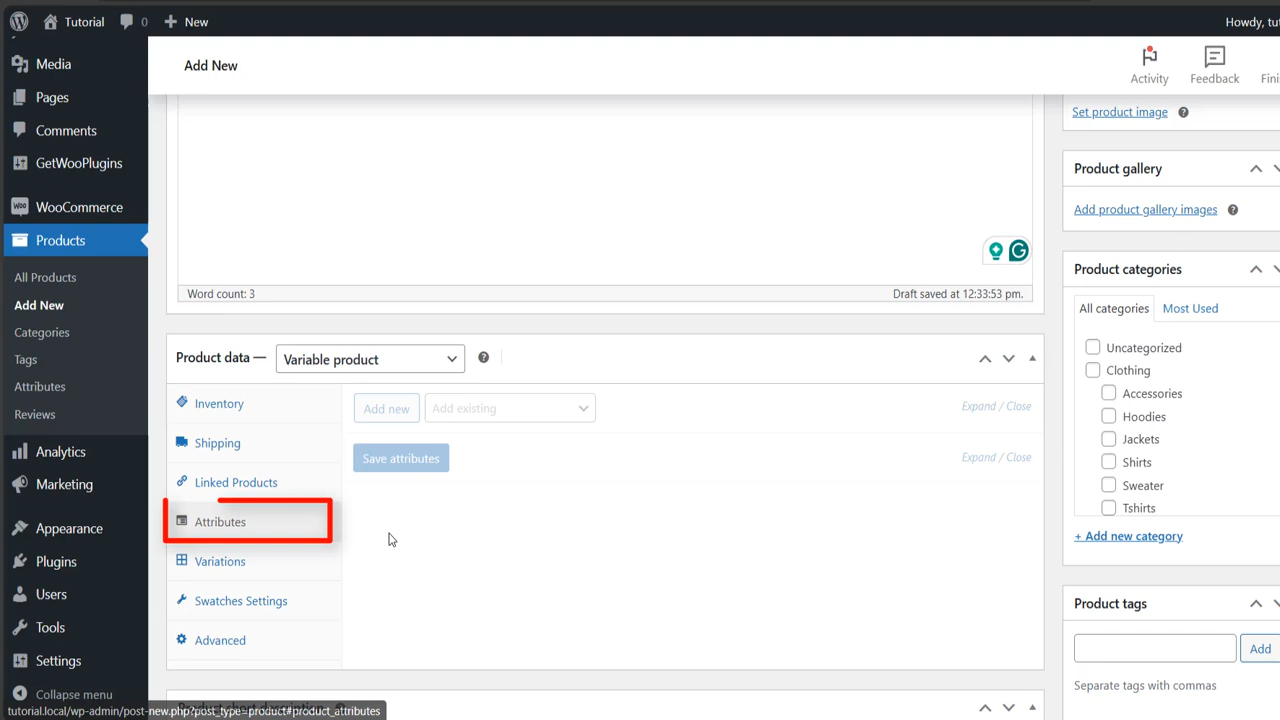 Tutorial
0
New
Howdy, tut
Media
Pages
Comments
GetWooPlugins
WooCommerce
Products
All Products
Add New
Categories
Tags
Attributes
Reviews
Analytics
Marketing
Appearance
Plugins
Users
Tools
Settings
Collapse menu
Add New
Activity
Feedback
Fini
Word count: 3
Draft saved at 12:33:53 pm.
Product data —
Variable product
Inventory
Shipping
Linked Products
Attributes
Variations
Swatches Settings
Advanced
Add new
Add existing
Expand / Close
Save attributes
Expand / Close
Set product image
Product gallery
Add product gallery images
Product categories
All categories
Most Used
Uncategorized
Clothing
Accessories
Hoodies
Jackets
Shirts
Sweater
Tshirts
+ Add new category
Product tags
Add
Separate tags with commas
tutorial.local/wp-admin/post-new.php?post_type=product#product_attributes